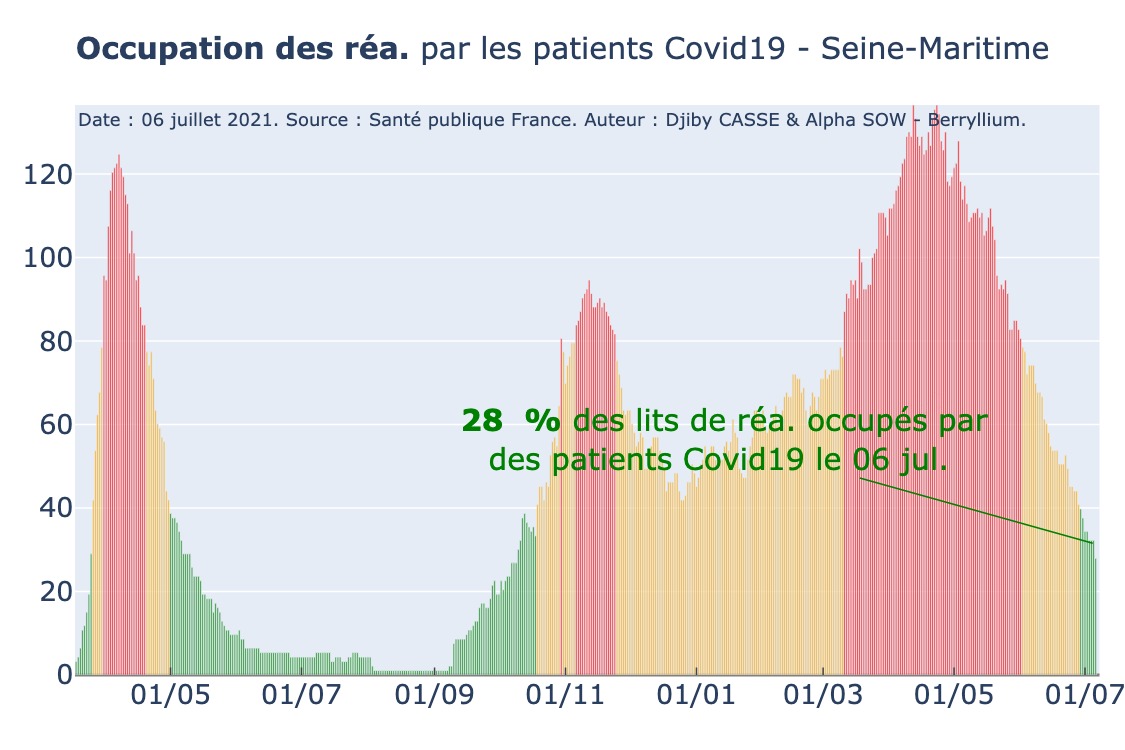 Occupation des réa. par les patients Covid19 - Seine-Maritime
Date : 06 juillet 2021. Source : Santé publique France. Auteur : Djiby CASSE & Alpha SOW - Berryllium.
120
100
80
60
40
20
0
28 % des lits de réa. occupés par
des patients Covid19 le 06 jul.
01/05 01/07 01/09 01/11 01/01 01/03 01/05 01/07